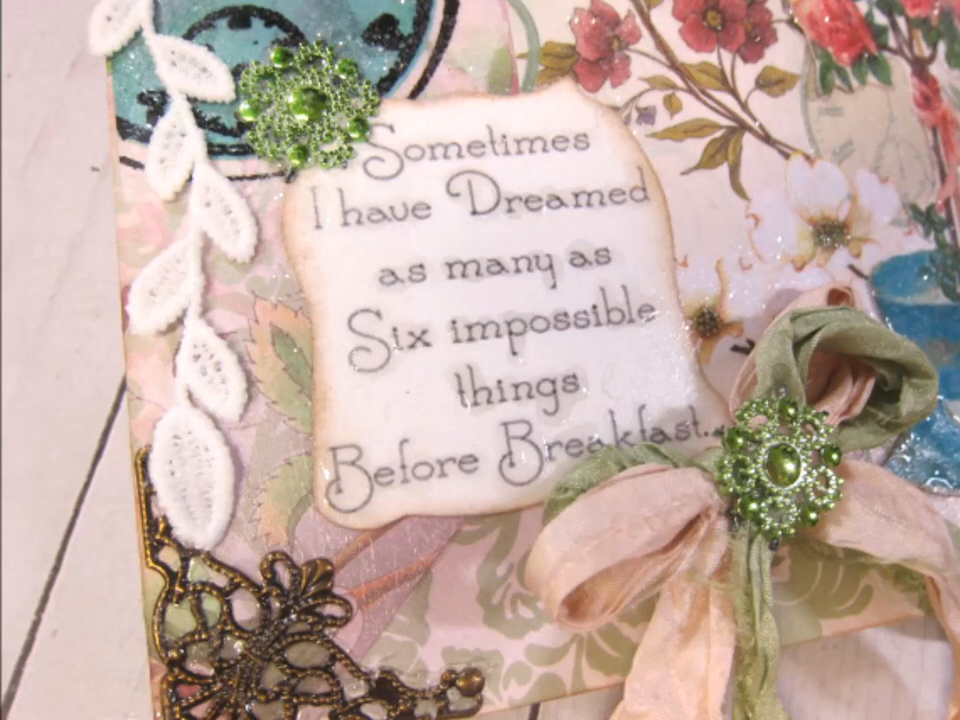 Sometimes
I have Dreamed
as many as
Six impossible
things
Before Breakfast...